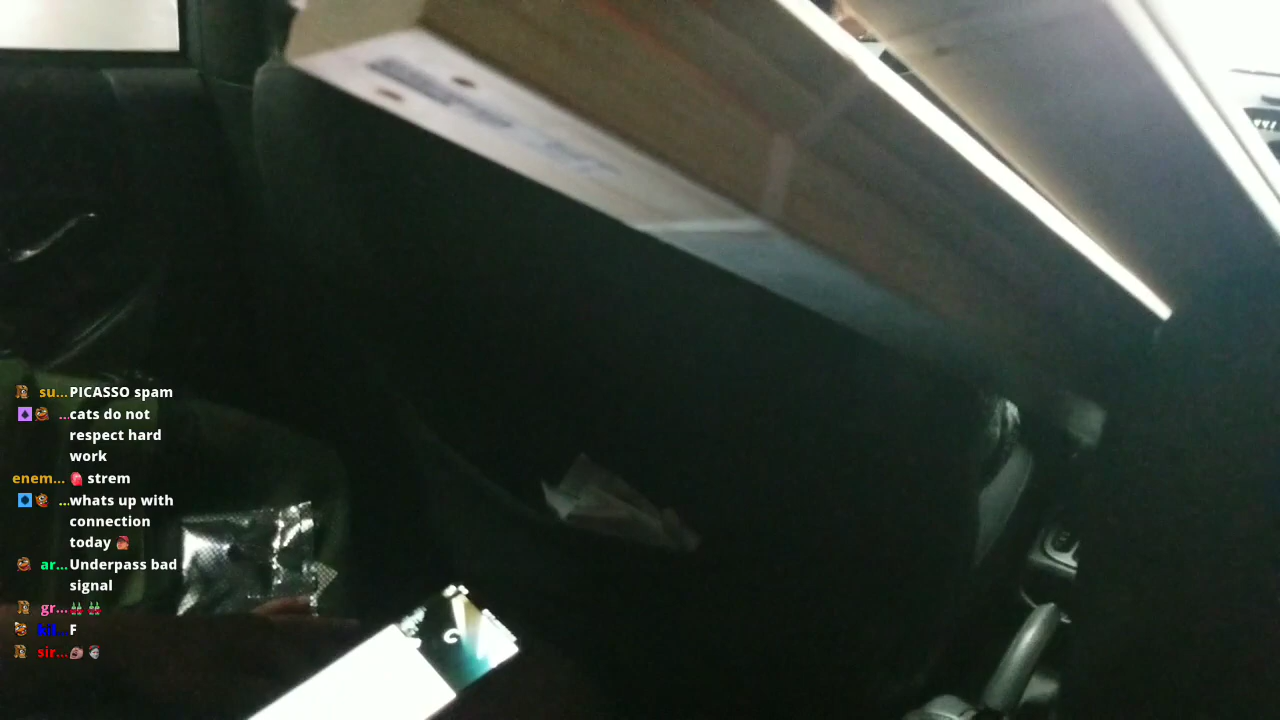 su... PICASSO spam
... cats do not
respect hard
work
enem... strem
... whats up with
connection
today
ar... Underpass bad
signal
gr...
F
sir...